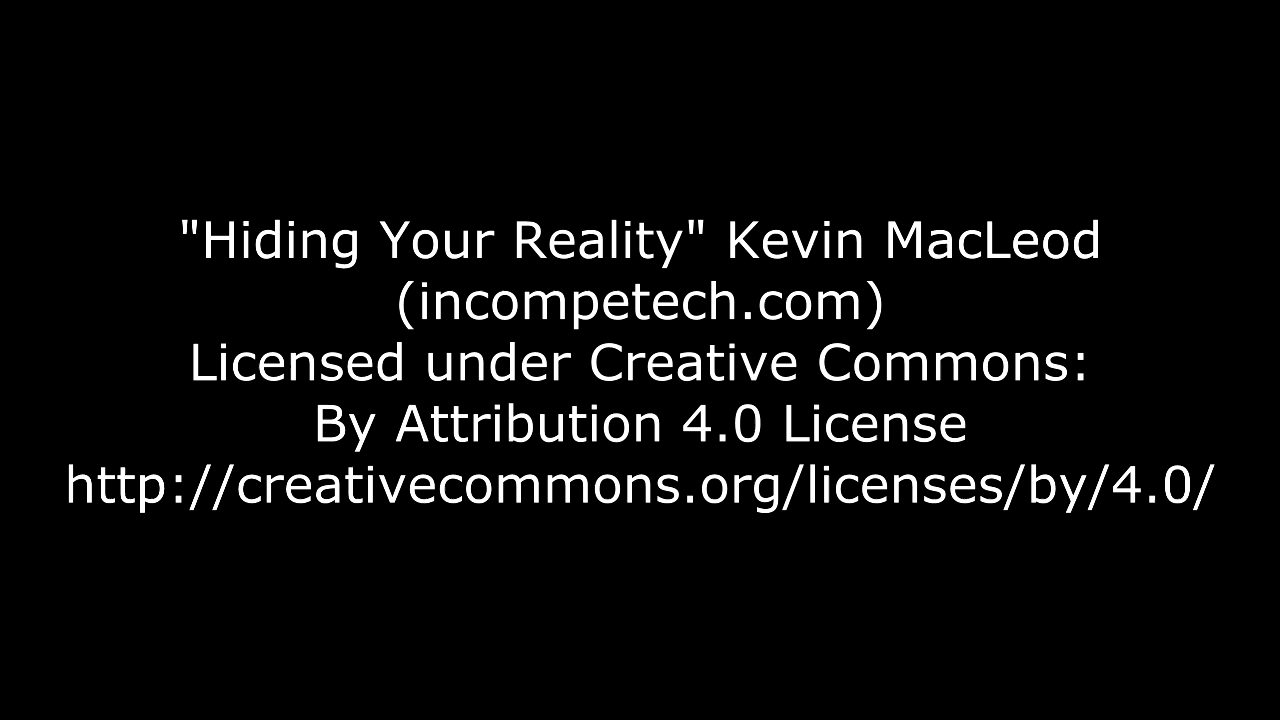 "Hiding Your Reality" Kevin MacLeod
(incompetech.com)
Licensed under Creative Commons:
By Attribution 4.0 License
http://creativecommons.org/licenses/by/4.0/